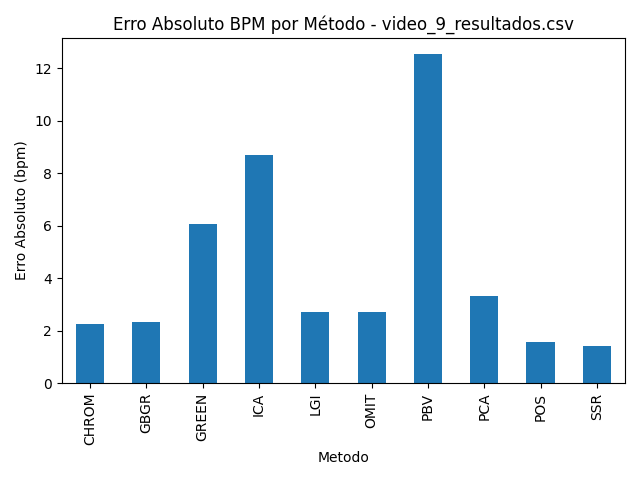 Erro Absoluto BPM por Método - video_9_resultados.csv
Erro Absoluto (bpm)
12
10
8
6
4
2
0
CHROM
GBGR
GREEN
ICA
LGI
OMIT
PBV
PCA
POS
SSR
Metodo